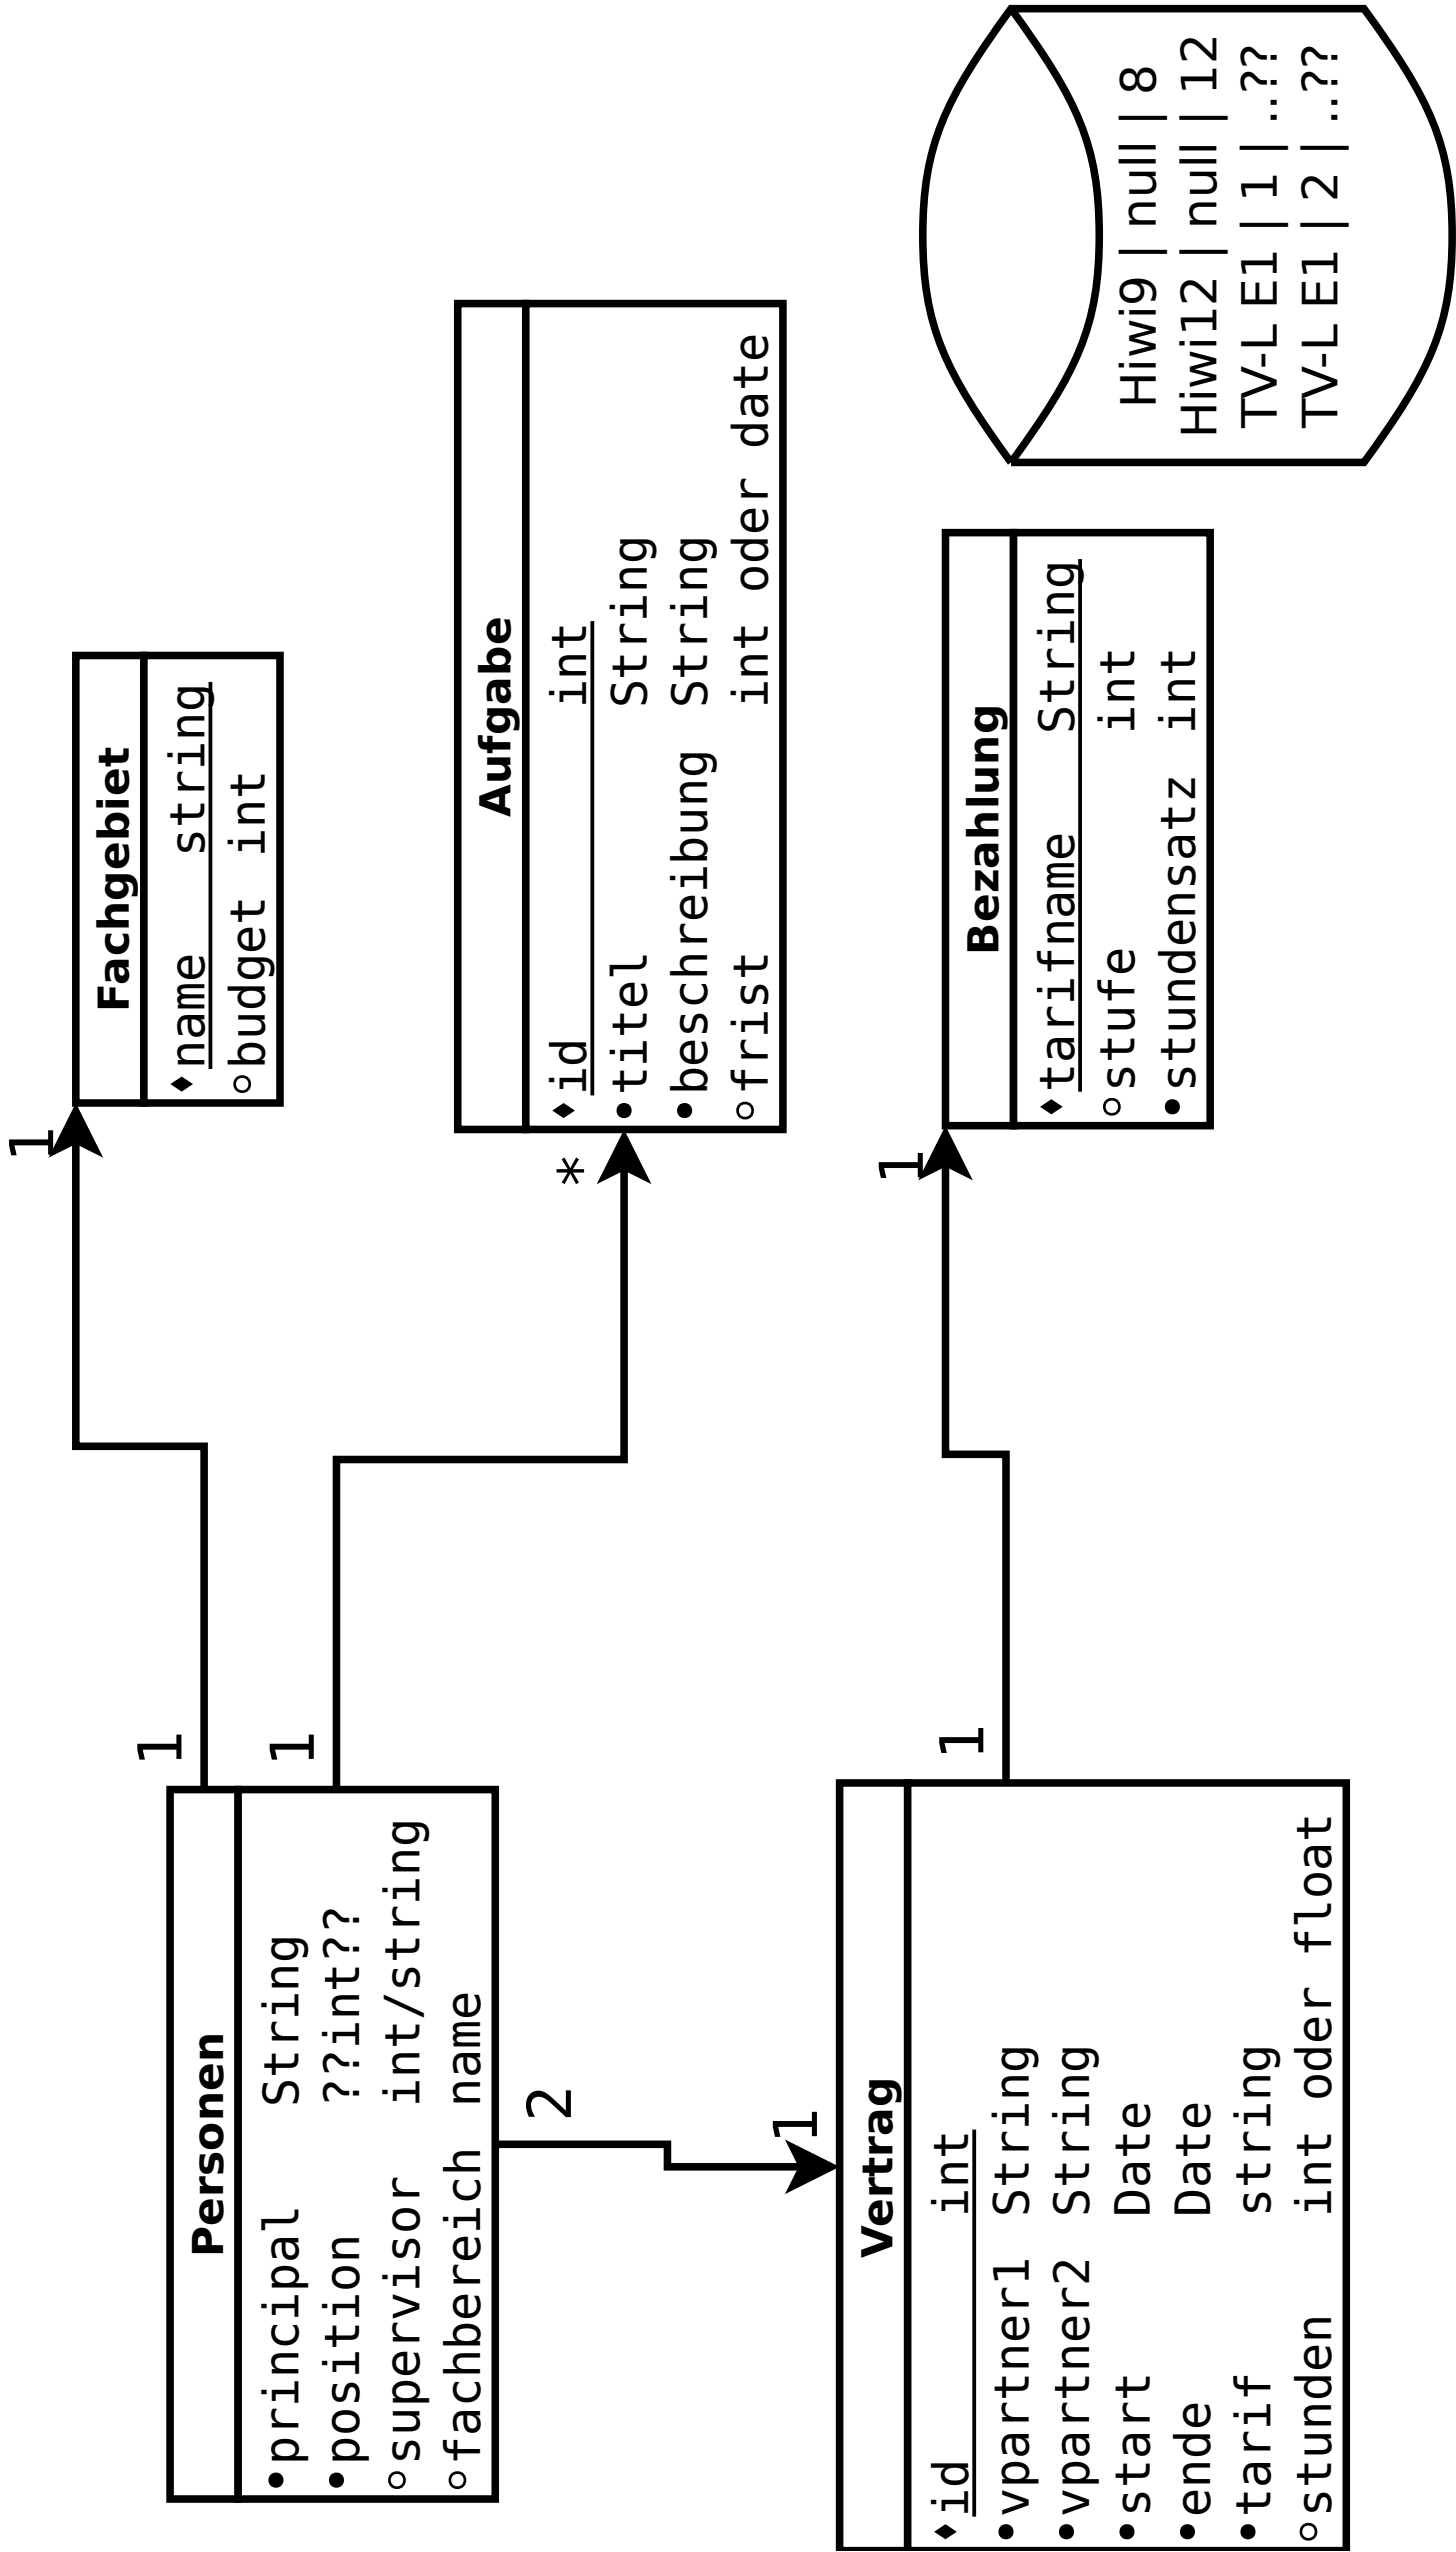 Personen
principal String
position ??int??
supervisor int/string
fachbereich name
1
1
2
1
Fachgebiet
name string
budget int
*
Aufgabe
id int
titel String
beschreibung String
frist int oder date
1
Vertrag
id int
vpartner1 String
vpartner2 String
start Date
ende Date
tarif string
stunden int oder float
1
1
Bezahlung
tarifname String
stufe int
stundensatz int
Hiwi9 | null | 8
Hiwi12 | null | 12
TV-L E1 | 1 | ..??
TV-L E1 | 2 | ..??